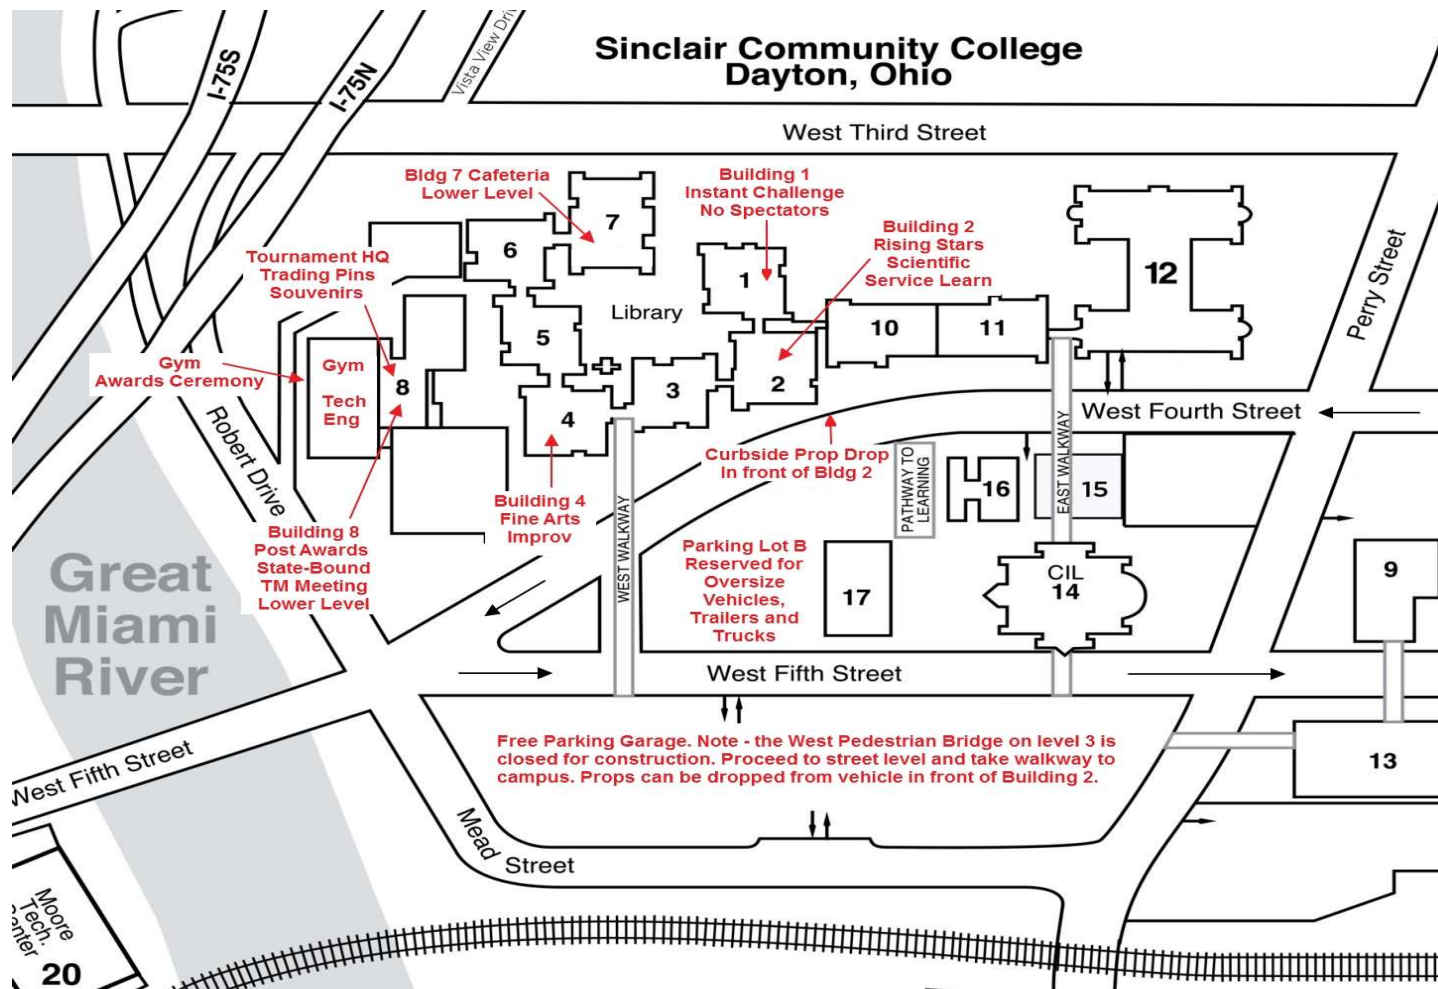 Sinclair Community College
Dayton, Ohio
I-75S
I-75N
Vista View Driv
West Third Street
Bldg 7 Cafeteria
Lower Level
7
Building 1
Instant Challenge
No Spectators
Building 2
Rising Stars
Scientific
Service Learn
12
Perry Street
6
Tournament HQ
Trading Pins
Souvenirs
1
Library
5
10
11
Gym
Awards Ceremony
Gym
Tech
Eng
8
3
2
4
West Fourth Street
Robert Drive
Curbside Prop Drop
In front of Bldg 2
PATHWAY TO
LEARNING
16
EAST WALKWAY
15
Building 4
Fine Arts
Improv
WEST WALKWAY
Building 8
Post Awards
State-Bound
TM Meeting
Lower Level
Parking Lot B
Reserved for
Oversize
Vehicles,
Trailers and
Trucks
17
CIL
14
9
Great
Miami
River
West Fifth Street
West Fifth Street
Free Parking Garage. Note - the West Pedestrian Bridge on level 3 is
closed for construction. Proceed to street level and take walkway to
campus. Props can be dropped from vehicle in front of Building 2.
13
Mead Street
Moore
Tech.
Center
20